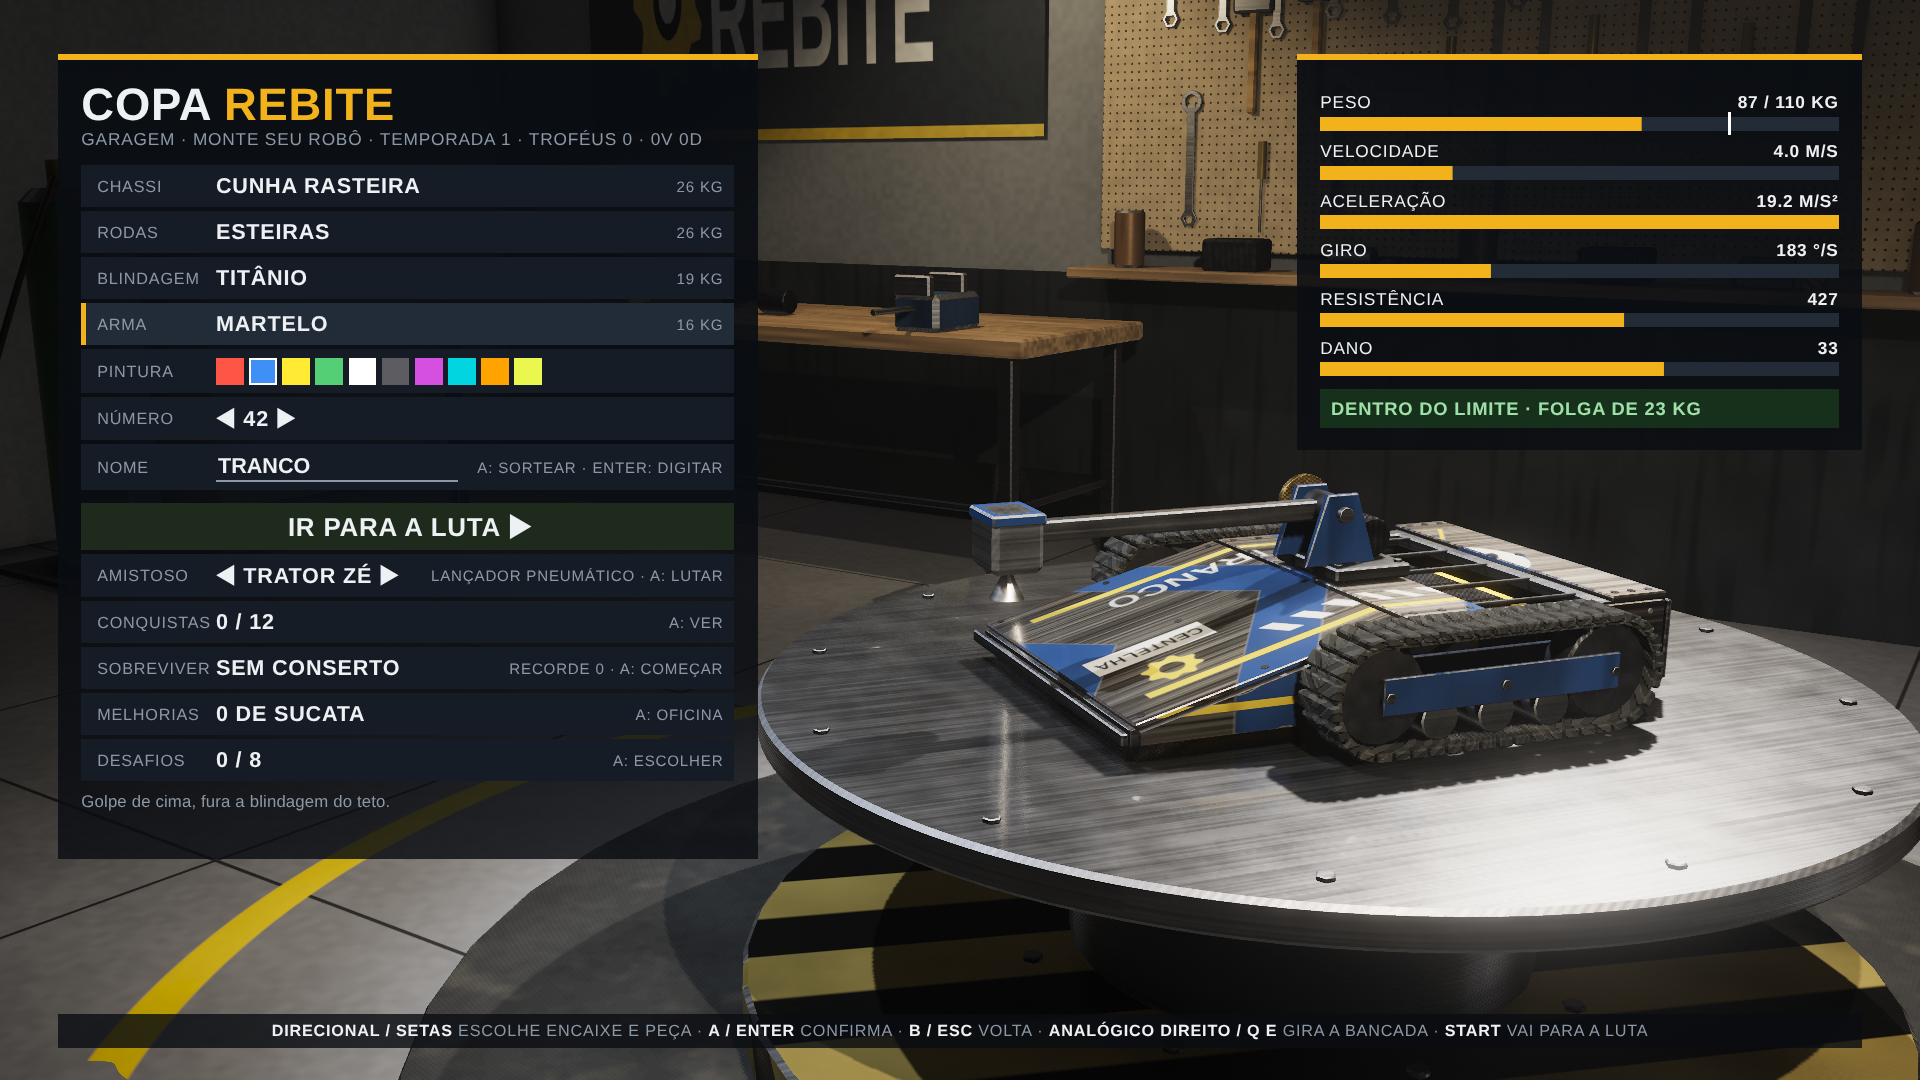 REBITE
COPA REBITE
GARAGEM · MONTE SEU ROBÔ · TEMPORADA 1 · TROFÉUS 0 · 0V 0D
CHASSI CUNHA RASTEIRA 26 KG
RODAS ESTEIRAS 26 KG
BLINDAGEM TITÂNIO 19 KG
ARMA MARTELO 16 KG
PINTURA
NÚMERO ◀ 42 ▶
NOME TRANCO A: SORTEAR · ENTER: DIGITAR
IR PARA A LUTA ▶
AMISTOSO ◀ TRATOR ZÉ ▶ LANÇADOR PNEUMÁTICO · A: LUTAR
CONQUISTAS 0 / 12 A: VER
SOBREVIVER SEM CONSERTO RECORDE 0 · A: COMEÇAR
MELHORIAS 0 DE SUCATA A: OFICINA
DESAFIOS 0 / 8 A: ESCOLHER
Golpe de cima, fura a blindagem do teto.
PESO 87 / 110 KG
VELOCIDADE 4.0 M/S
ACELERAÇÃO 19.2 M/S²
GIRO 183 °/S
RESISTÊNCIA 427
DANO 33
DENTRO DO LIMITE · FOLGA DE 23 KG
RANCO
CENTELHA
DIRECIONAL / SETAS ESCOLHE ENCAIXE E PEÇA · A / ENTER CONFIRMA · B / ESC VOLTA · ANALÓGICO DIREITO / Q E GIRA A BANCADA · START VAI PARA A LUTA